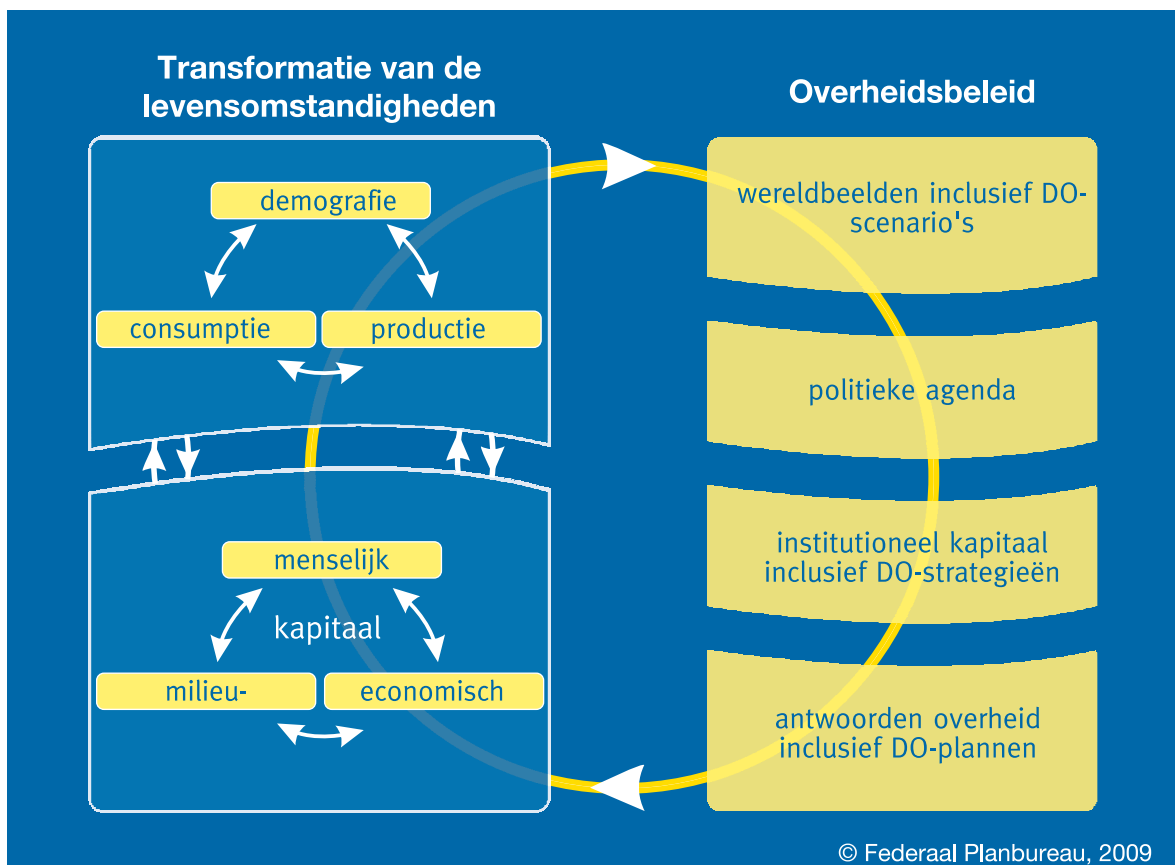 Transformatie van de
levensomstandigheden
demografie
consumptie
productie
menselijk
kapitaal
milieu-
economisch
Overheidsbeleid
wereldbeelden inclusief DO-
scenario's
politieke agenda
institutioneel kapitaal
inclusief DO-strategieën
antwoorden overheid
inclusief DO-plannen
© Federaal Planbureau, 2009